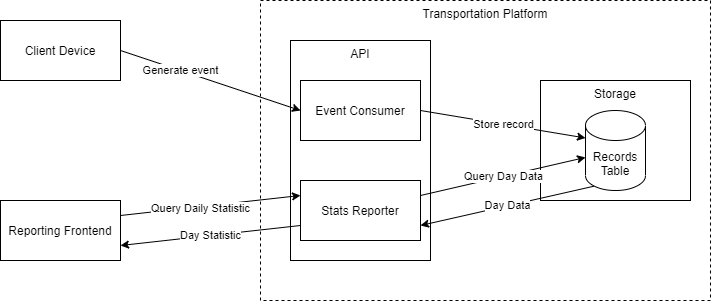 Transportation Platform
Client Device
API
Generate event
Event Consumer
Storage
Store record
Records
Table
Query Day Data
Query Daily Statistic
Stats Reporter
Day Data
Reporting Frontend
Day Statistic